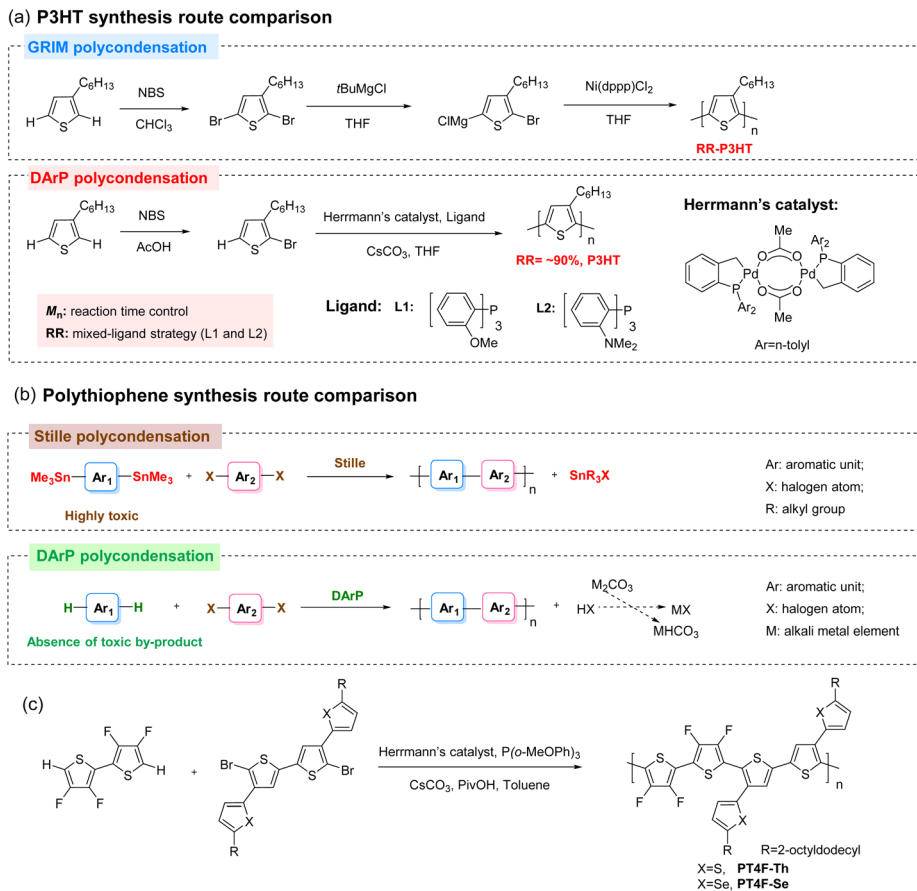 (a) P3HT synthesis route comparison
GRIM polycondensation
C₆H₁₃
H S H
NBS
CHCl₃
C₆H₁₃
Br S Br
tBuMgCl
THF
C₆H₁₃
ClMg S Br
Ni(dppp)Cl₂
THF
C₆H₁₃
S n
RR-P3HT
DArP polycondensation
C₆H₁₃
H S H
NBS
AcOH
C₆H₁₃
H S Br
Herrmann's catalyst, Ligand
CsCO₃, THF
C₆H₁₃
S n
RR= ~90%, P3HT
Herrmann's catalyst:
Me
Ar₂
O O
Pd Pd P
P O O
Ar₂
Me
Ar=n-tolyl
Mₙ: reaction time control
RR: mixed-ligand strategy (L1 and L2)
Ligand: L1:
P
3
OMe
L2:
P
3
NMe₂
(b) Polythiophene synthesis route comparison
Stille polycondensation
Me₃Sn Ar₁ SnMe₃ + X Ar₂ X
Stille
Ar₁ Ar₂ n + SnR₃X
Highly toxic
Ar: aromatic unit;
X: halogen atom;
R: alkyl group
DArP polycondensation
H Ar₁ H + X Ar₂ X
DArP
Ar₁ Ar₂ n +
M₂CO₃
HX MX
MHCO₃
Absence of toxic by-product
Ar: aromatic unit;
X: halogen atom;
M: alkali metal element
(c)
F F
H S S H
F F
+
R
X
Br S S Br
X
R
Herrmann's catalyst, P(o-MeOPh)₃
CsCO₃, PivOH, Toluene
R
X
F F
S S S S n
F F
X
R
R=2-octyldodecyl
X=S, PT4F-Th
X=Se, PT4F-Se